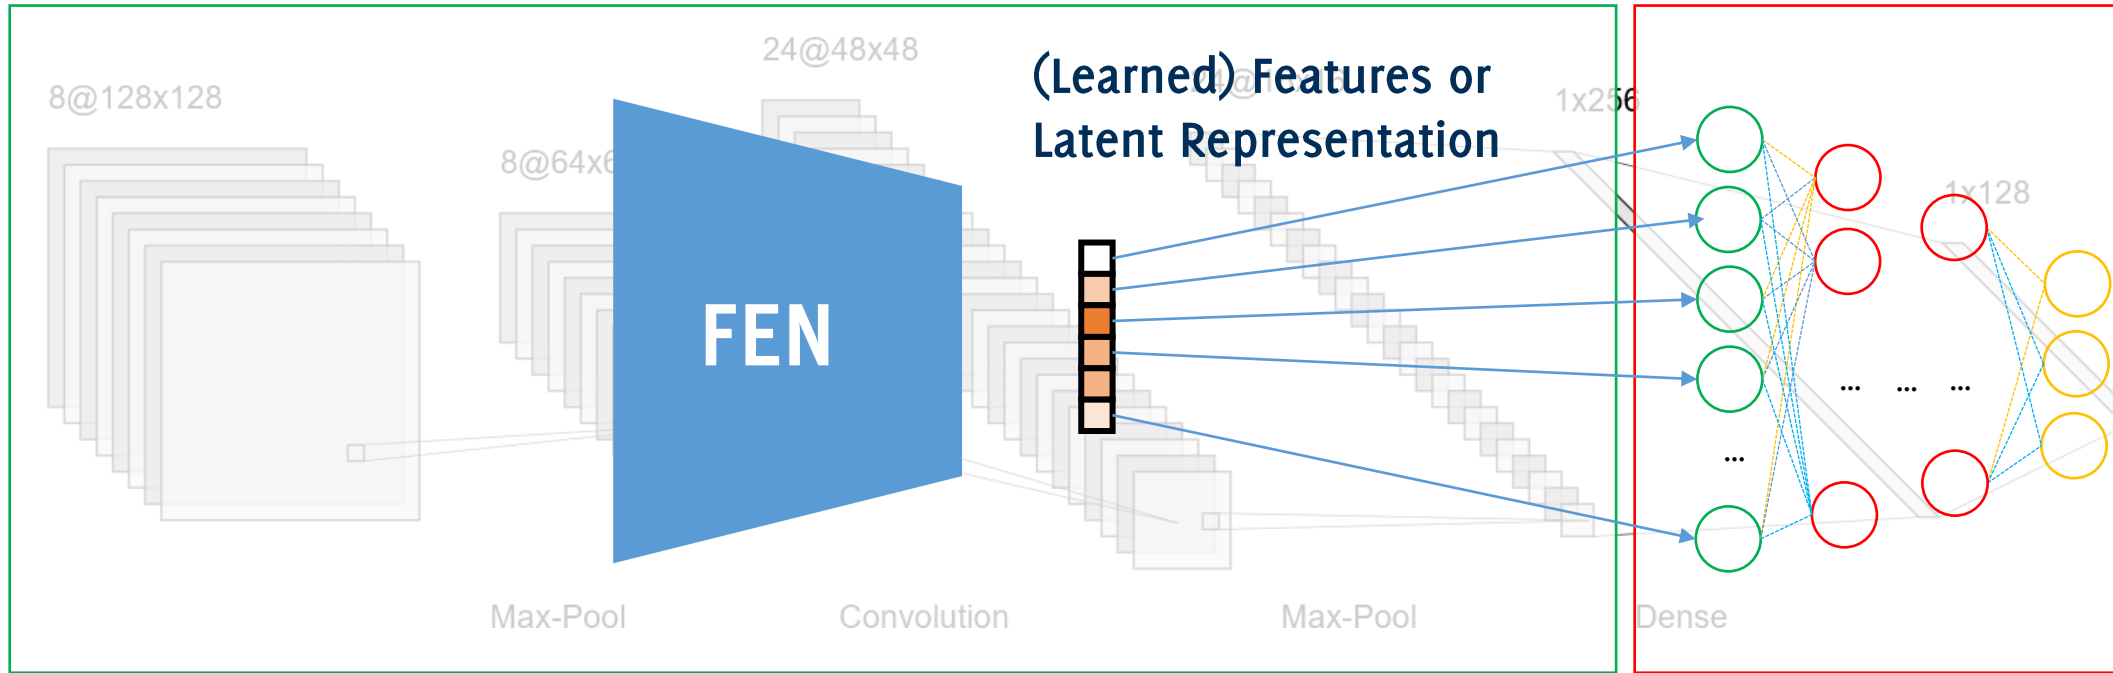 24@48x48
(Learned) Features or
8@128x128
1x256
Latent Representation
8@64x6
1x128
FEN
... ... ...
...
Max-Pool
Convolution
Max-Pool
Dense